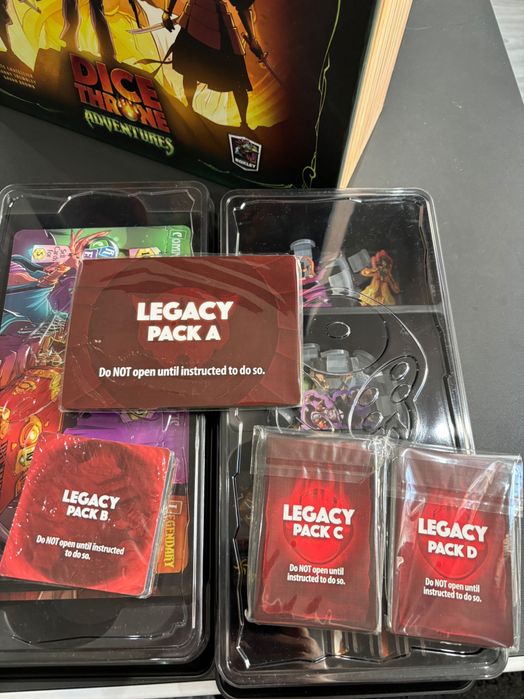 DICE
THRONE
ADVENTURES
ROXLEY
LEGACY
PACK A
Do NOT open until instructed to do so.
LEGACY
PACK B
Do NOT open until instructed
to do so.
LEGENDARY
LEGACY
PACK C
Do NOT open until
instructed to do so.
LEGACY
PACK D
Do NOT open until
instructed to do so.